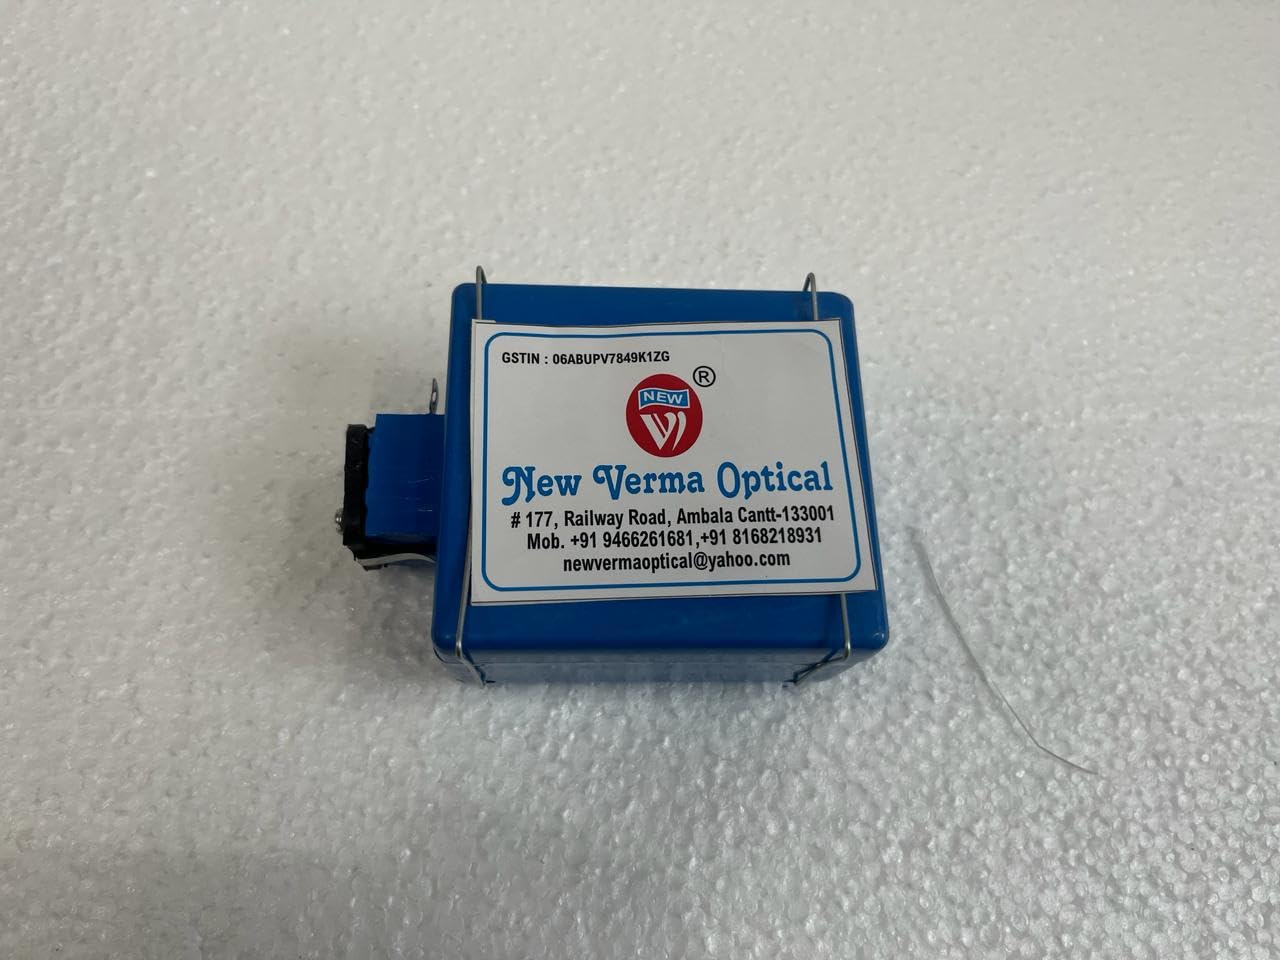 GSTIN : 06ABUPV7849K1ZG
®
NEW
New Verma Optical
# 177, Railway Road, Ambala Cantt-133001
Mob. +91 9466261681,+91 8168218931
newvermaoptical@yahoo.com